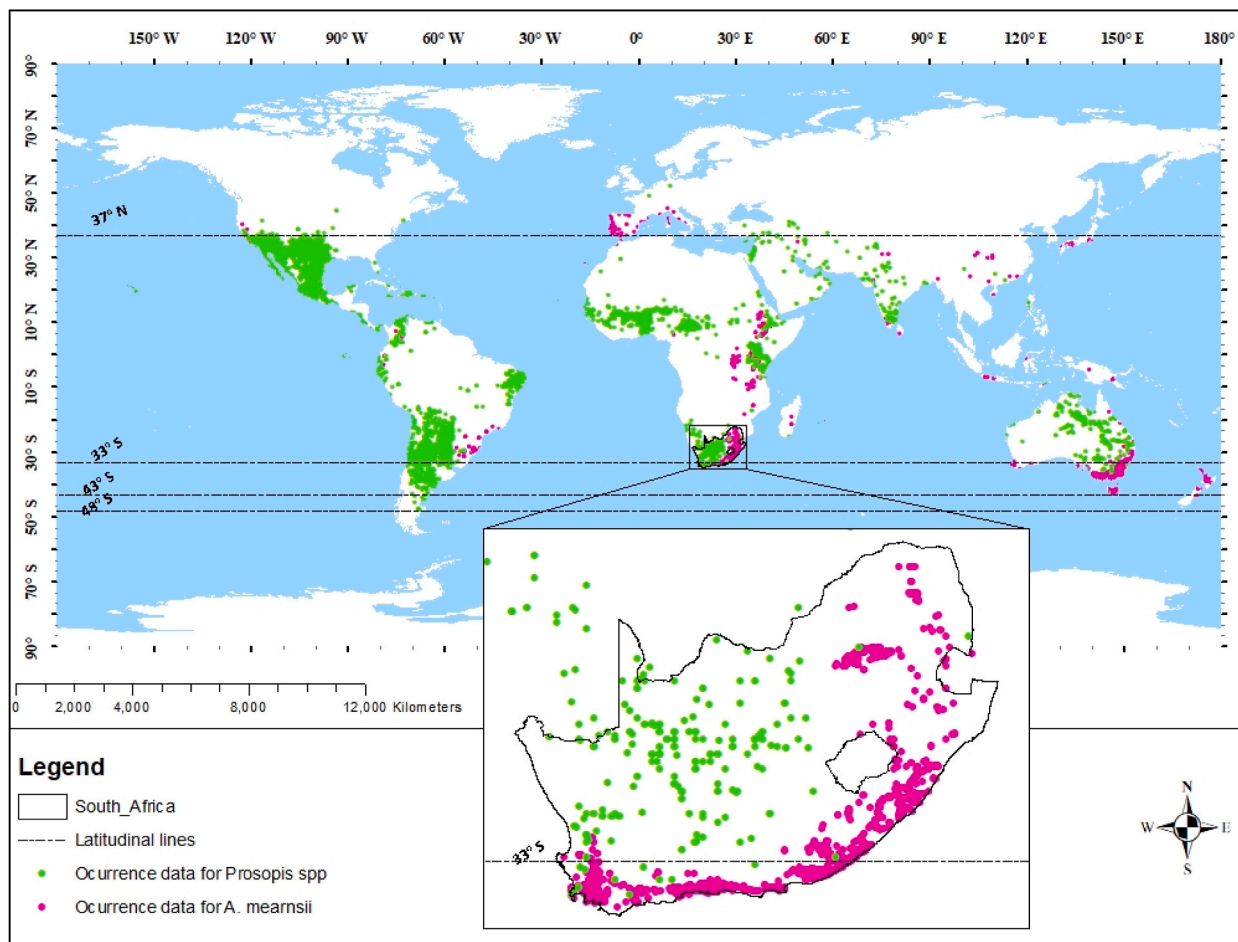 150° W 120° W 90° W 60° W 30° W 0° 30° E 60° E 90° E 120° E 150° E 180°
90°
70° N
50° N
37° N
30° N
10° N
10° S
33° S
30° S
43° S
48° S
50° S
70° S
90°
0 2,000 4,000 8,000 12,000 Kilometers
33° S
Legend
South_Africa
Latitudinal lines
Ocurrence data for Prosopis spp
Ocurrence data for A. mearnsii
N
W E
S